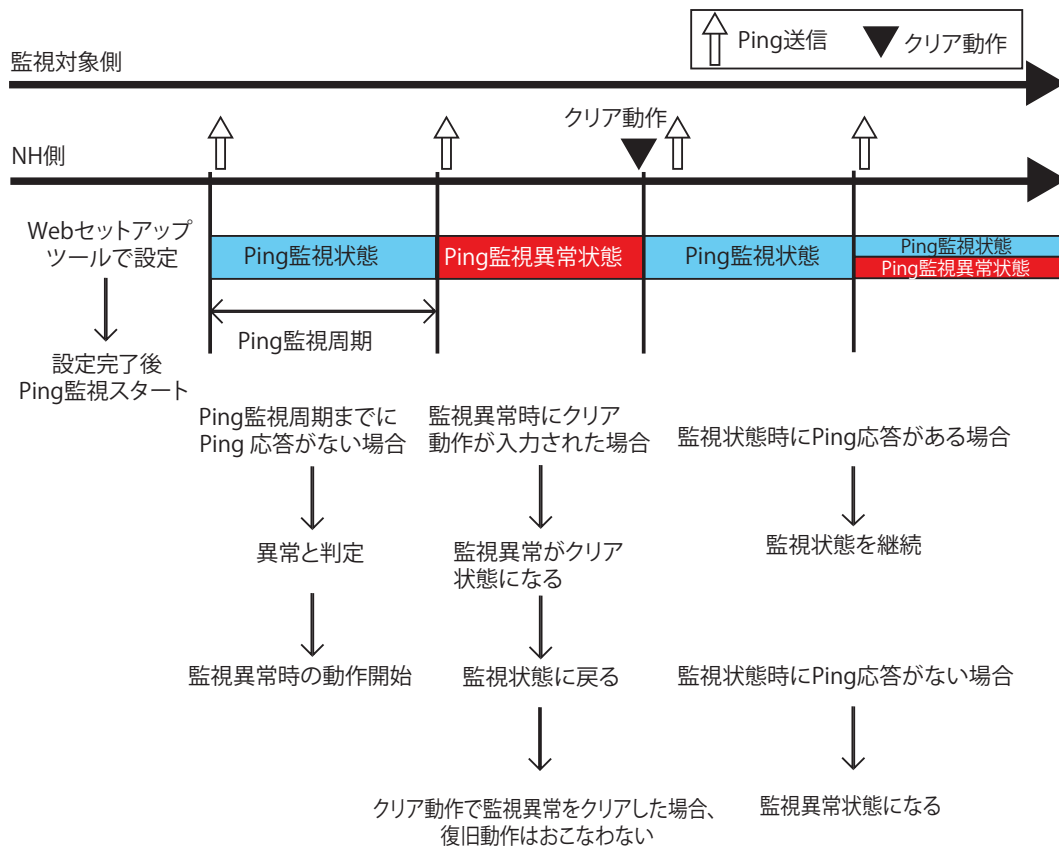 Ping送信
クリア動作
監視対象側
クリア動作
NH側
Webセットアップ
ツールで設定
Ping監視状態
Ping監視異常状態
Ping監視状態
Ping監視状態
Ping監視異常状態
Ping監視周期
設定完了後
Ping監視スタート
Ping監視周期までに
Ping 応答がない場合
異常と判定
監視異常時の動作開始
監視異常時にクリア
動作が入力された場合
監視異常がクリア
状態になる
監視状態に戻る
クリア動作で監視異常をクリアした場合、
復旧動作はおこなわない
監視状態時にPing応答がある場合
監視状態を継続
監視状態時にPing応答がない場合
監視異常状態になる